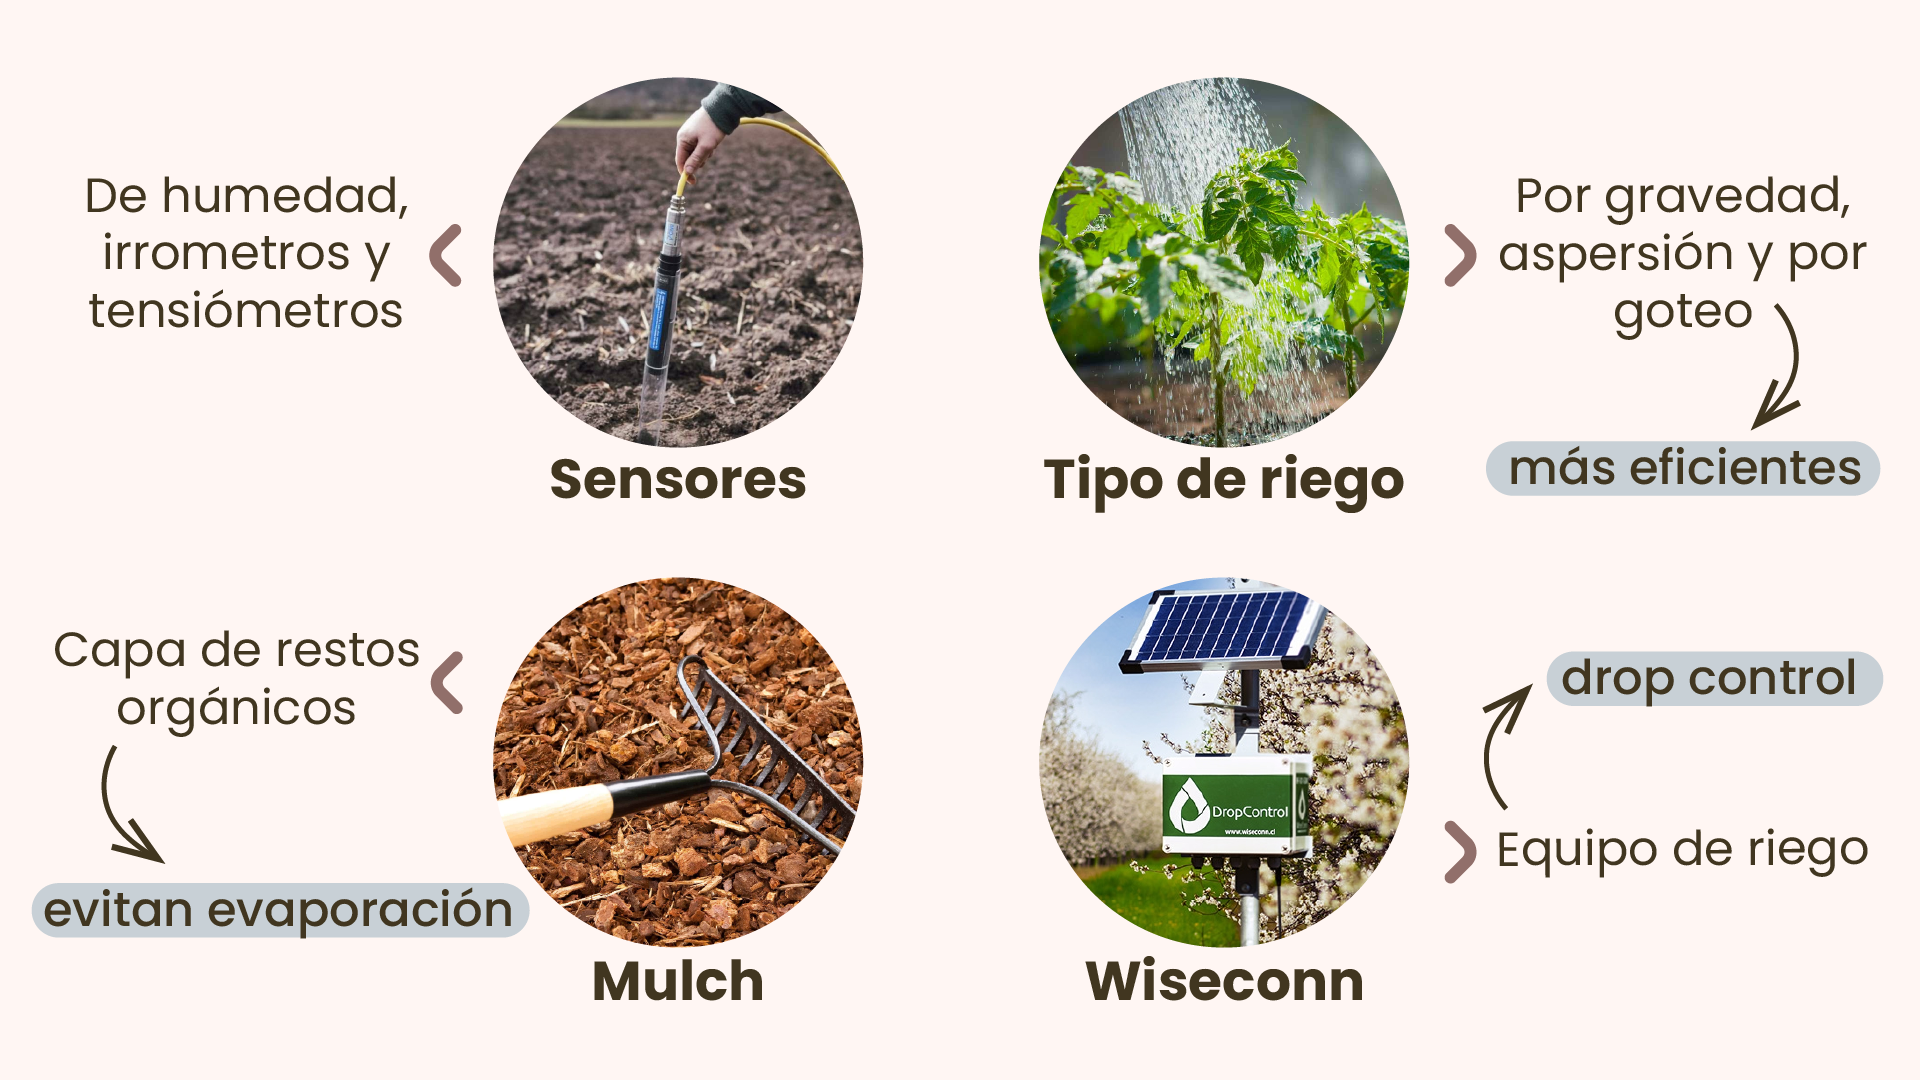 De humedad,
irrometros y
tensiómetros
Sensores
Por gravedad,
aspersión y por
goteo
más eficientes
Tipo de riego
Capa de restos
orgánicos
evitan evaporación
Mulch
drop control
Equipo de riego
DropControl
www.wiseconn.cl
Wiseconn